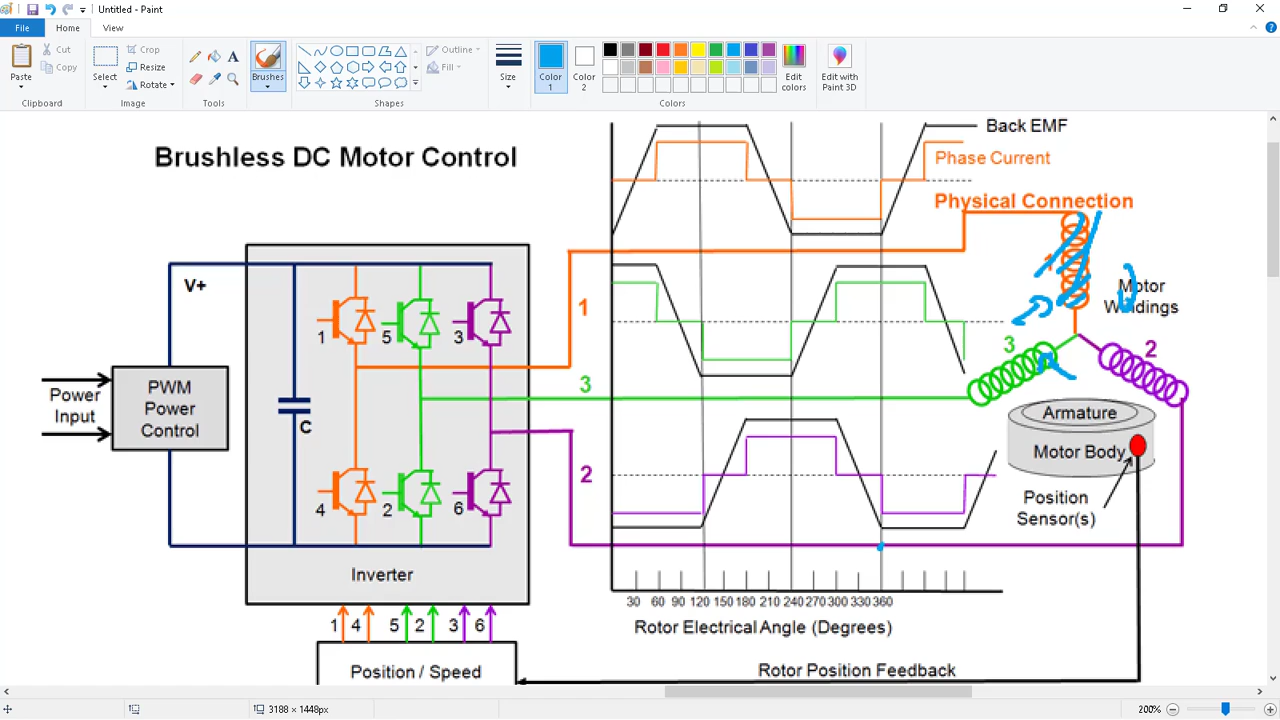 Untitled - Paint
File
Home
View
Paste
Cut
Copy
Clipboard
Select
Crop
Resize
Rotate
Image
A
Tools
Brushes
Shapes
Outline
Fill
Size
Color 1
Color 2
Edit colors
Colors
Edit with Paint 3D
Brushless DC Motor Control
Back EMF
Phase Current
Physical Connection
V+
1
5
3
1
1
Motor
Windings
3
2
PWM
Power
Control
Power
Input
C
3
Armature
Motor Body
4
2
6
2
Position
Sensor(s)
Inverter
30 60 90 120 150 180 210 240 270 300 330 360
Rotor Electrical Angle (Degrees)
1 4 5 2 3 6
Position / Speed
Rotor Position Feedback
3188 × 1448px
200%